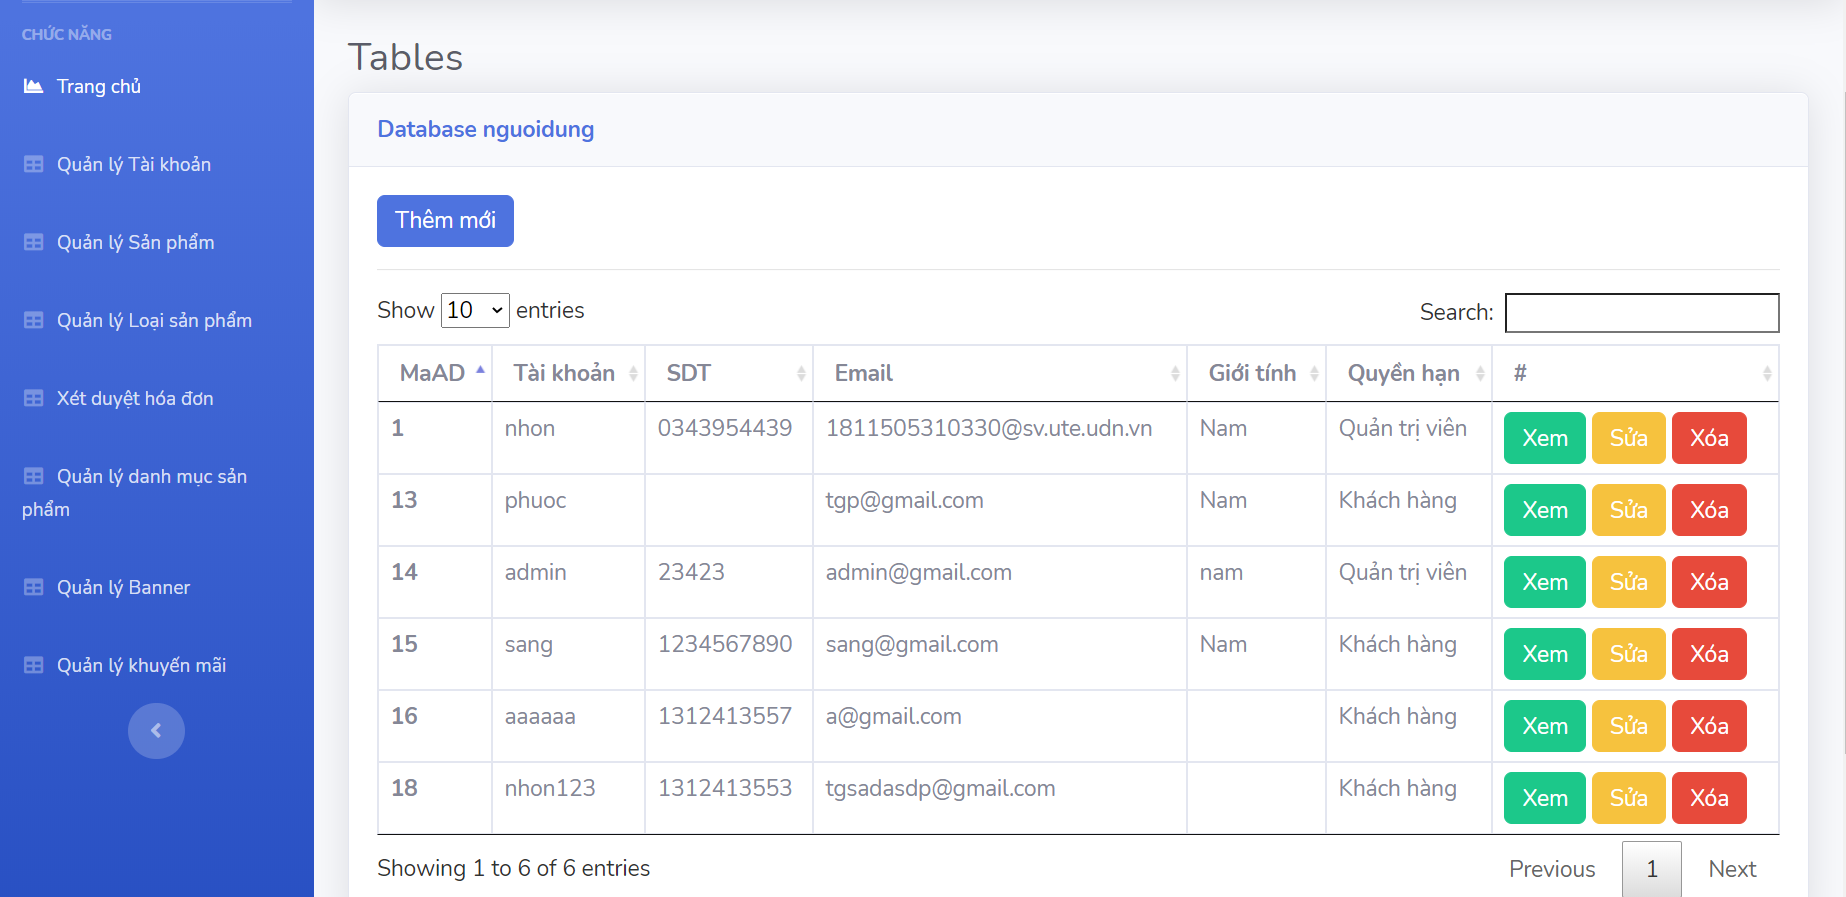 CHỨC NĂNG
Trang chủ
Quản lý Tài khoản
Quản lý Sản phẩm
Quản lý Loại sản phẩm
Xét duyệt hóa đơn
Quản lý danh mục sản
phẩm
Quản lý Banner
Quản lý khuyến mãi
Tables
Database nguoidung
Thêm mới
Show 10 entries
Search:
MaAD Tài khoản SDT Email Giới tính Quyền hạn #
1 nhon 0343954439 1811505310330@sv.ute.udn.vn Nam Quản trị viên Xem Sửa Xóa
13 phuoc tgp@gmail.com Nam Khách hàng Xem Sửa Xóa
14 admin 23423 admin@gmail.com nam Quản trị viên Xem Sửa Xóa
15 sang 1234567890 sang@gmail.com Nam Khách hàng Xem Sửa Xóa
16 aaaaaa 1312413557 a@gmail.com Khách hàng Xem Sửa Xóa
18 nhon123 1312413553 tgsadasdp@gmail.com Khách hàng Xem Sửa Xóa
Showing 1 to 6 of 6 entries
Previous 1 Next